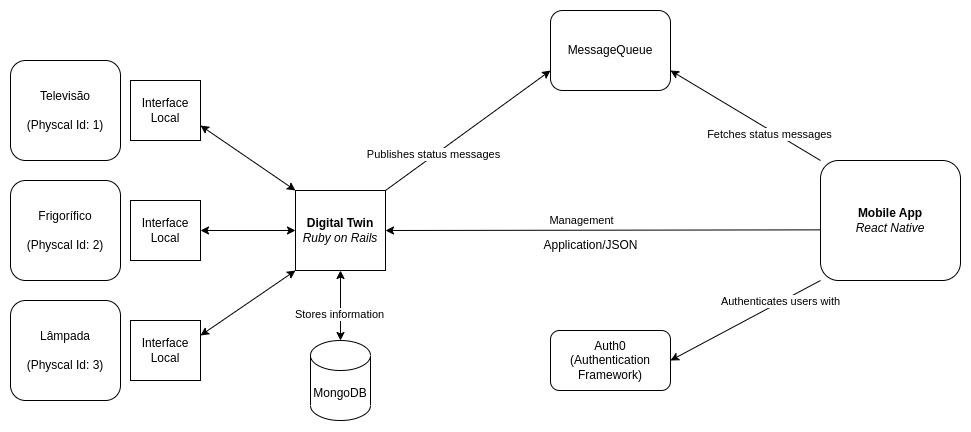 MessageQueue
Televisão
(Physcal Id: 1)
Interface
Local
Fetches status messages
Publishes status messages
Frigorífico
(Physcal Id: 2)
Interface
Local
Digital Twin
Ruby on Rails
Management
Application/JSON
Mobile App
React Native
Authenticates users with
Stores information
Lâmpada
(Physcal Id: 3)
Interface
Local
MongoDB
Auth0
(Authentication
Framework)